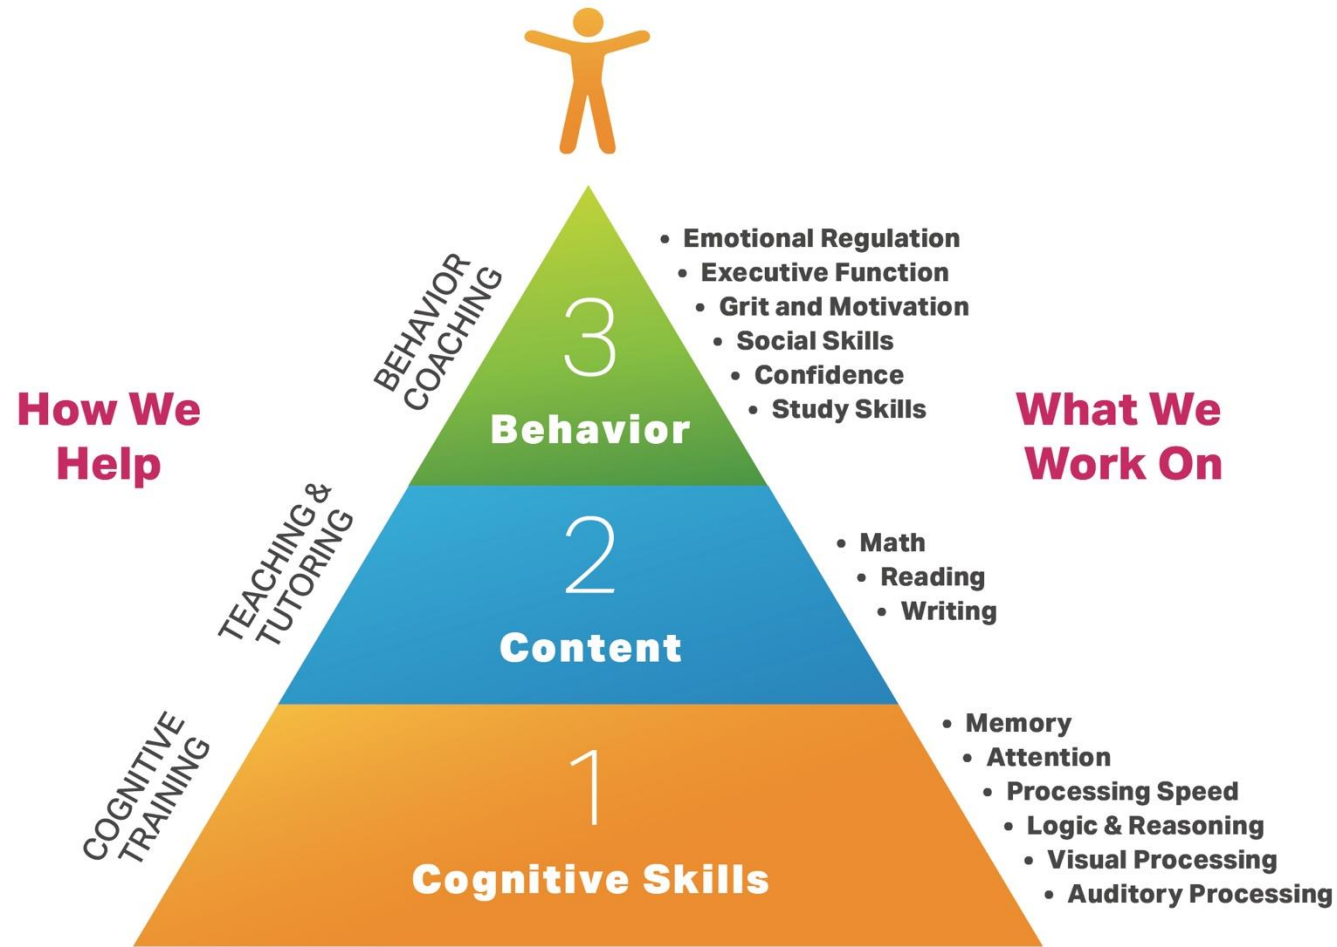 How We
Help
BEHAVIOR
COACHING
3
Behavior
• Emotional Regulation
• Executive Function
• Grit and Motivation
• Social Skills
• Confidence
• Study Skills
What We
Work On
TEACHING &
TUTORING
2
Content
• Math
• Reading
• Writing
COGNITIVE
TRAINING
1
Cognitive Skills
• Memory
• Attention
• Processing Speed
• Logic & Reasoning
• Visual Processing
• Auditory Processing